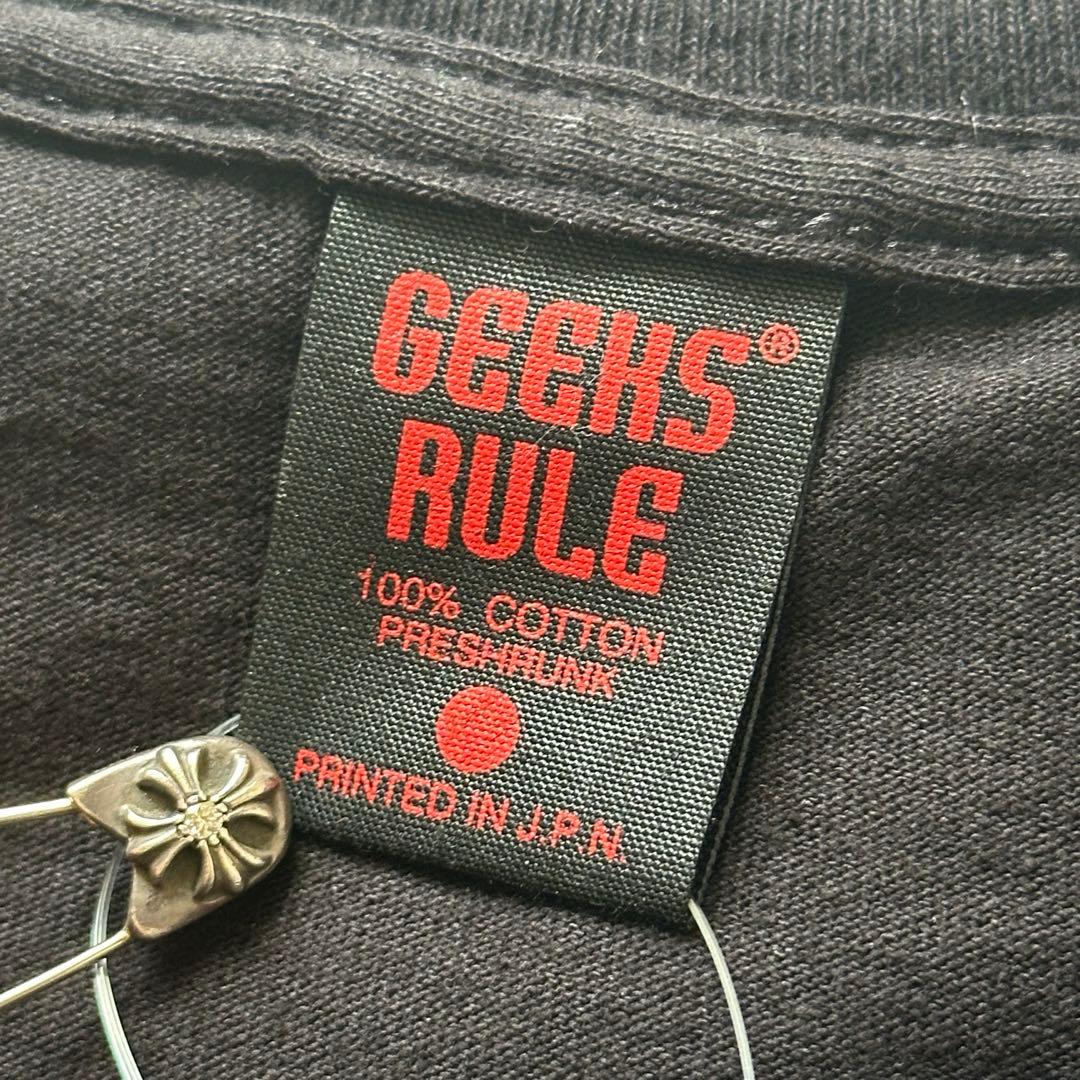 GEEKS®
RULE
100% COTTON
PRESHRUNK
PRINTED IN J.P.N.